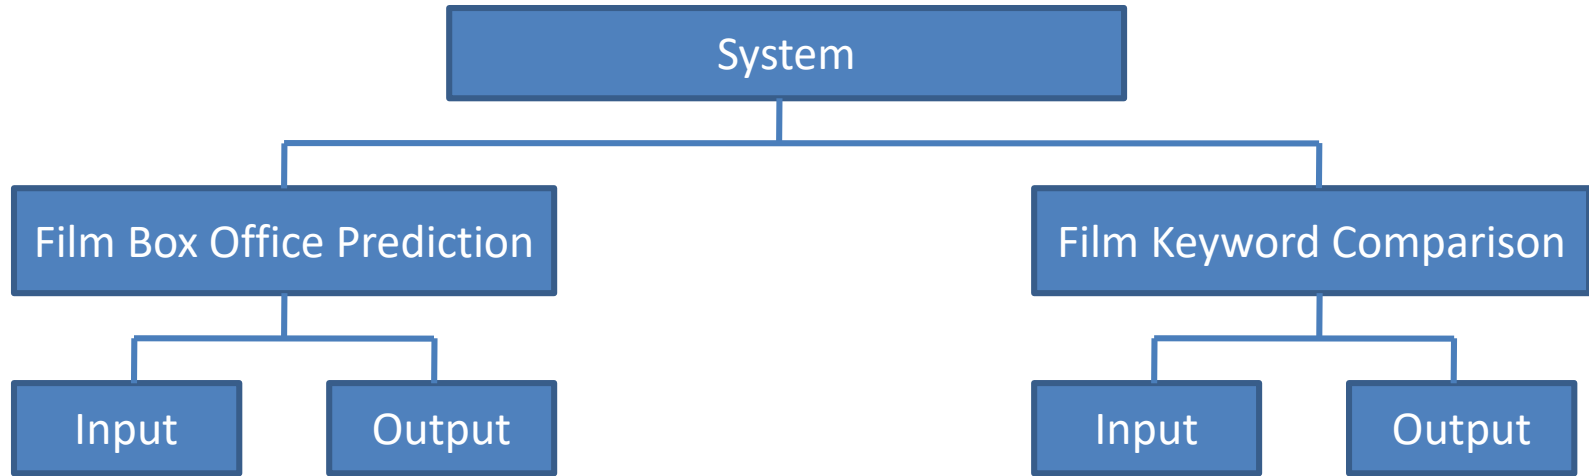 System
Film Box Office Prediction
Film Keyword Comparison
Input
Output
Input
Output